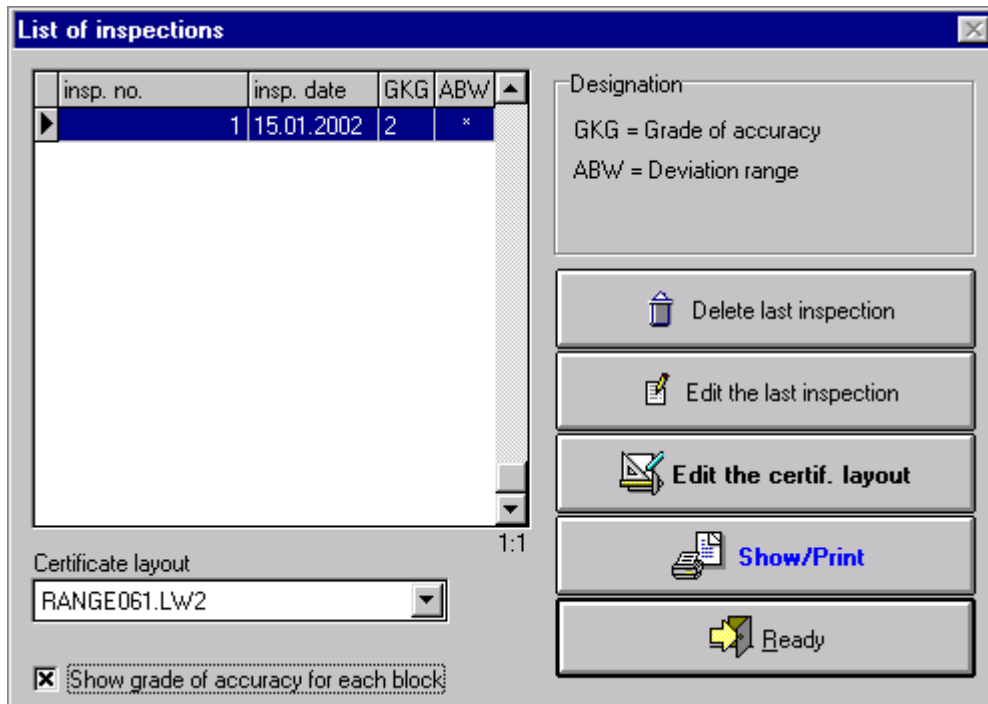 List of inspections
insp. no. insp. date GKG ABW
1 15.01.2002 2 *
1:1
Certificate layout
RANGE061.LW2
Show grade of accuracy for each block
Designation
GKG = Grade of accuracy
ABW = Deviation range
Delete last inspection
Edit the last inspection
Edit the certif. layout
Show/Print
Ready